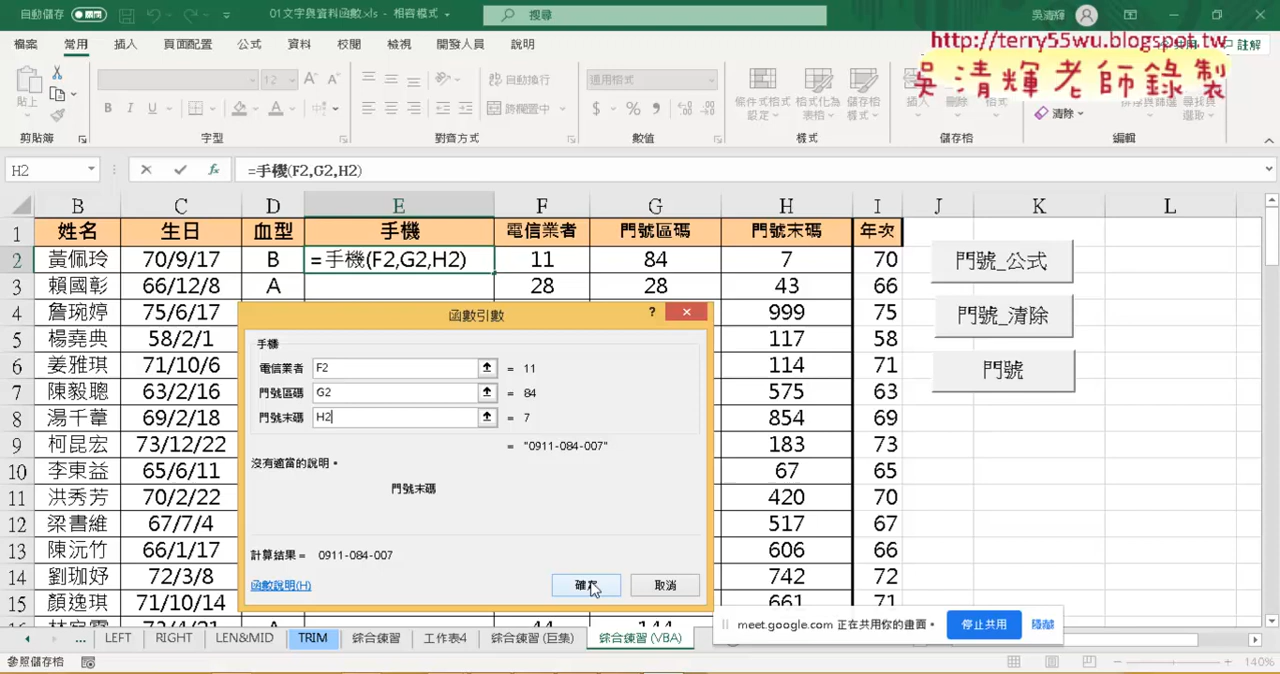 自動儲存
01文字與資料函數.xls - 相容模式
搜尋
吳清輝
檔案 常用 插入 頁面配置 公式 資料 校閱 檢視 開發人員 說明
註解
http://terry55wu.blogspot.tw
吳清輝老師錄製
貼上
12
B I U
自動換行
跨欄置中
通用格式
條件式格式設定
格式化為表格
儲存格樣式
插入 刪除 格式
清除
排序與篩選 尋找與選取
剪貼簿 字型 對齊方式 數值 樣式 儲存格 編輯
H2
=手機(F2,G2,H2)
B C D E F G H I J K L
1 姓名 生日 血型 手機 電信業者 門號區碼 門號末碼 年次
2 黃佩玲 70/9/17 B =手機(F2,G2,H2) 11 84 7 70
3 賴國彰 66/12/8 A 28 28 43 66
4 詹琬婷 75/6/17 999 75
5 楊堯典 58/2/1 117 58
6 姜雅琪 71/10/6 114 71
7 陳毅聰 63/2/16 575 63
8 湯千葦 69/2/18 854 69
9 柯昆宏 73/12/22 183 73
10 李東益 65/6/11 67 65
11 洪秀芳 70/2/22 420 70
12 梁書維 67/7/4 517 67
13 陳沅竹 66/1/17 606 66
14 劉珈妤 72/3/8 742 72
15 顏逸琪 71/10/14 661 71
門號_公式
門號_清除
門號
函數引數
?
手機
電信業者 F2 = 11
門號區碼 G2 = 84
門號末碼 H2 = 7
= "0911-084-007"
沒有適當的說明。
門號末碼
計算結果 = 0911-084-007
函數說明(H)
確定 取消
meet.google.com 正在共用你的畫面。
停止共用
隱藏
... LEFT RIGHT LEN&MID TRIM 綜合練習 工作表4 綜合練習 (巨集) 綜合練習 (VBA)
參照儲存格
140%